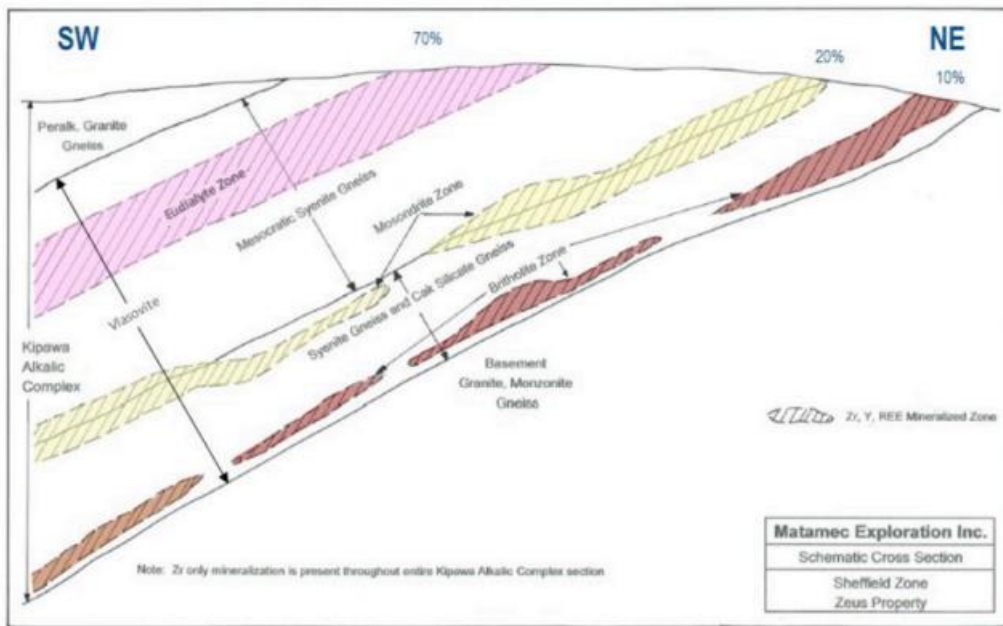 SW
70%
NE
20%
10%
Peralk. Granite
Gneiss
Eudialyte Zone
Mesocratic Syenite Gneiss
Mosondrite Zone
Vlasovite
Syenite Gneiss and Cak Silicate Gneiss
Britholite Zone
Kipawa
Alkalic
Complex
Basement
Granite, Monzonite
Gneiss
Zr, Y, REE Mineralized Zone
Matamec Exploration Inc.
Schematic Cross Section
Sheffield Zone
Zeus Property
Note: Zr only mineralization is present throughout entire Kipawa Alkalic Complex section